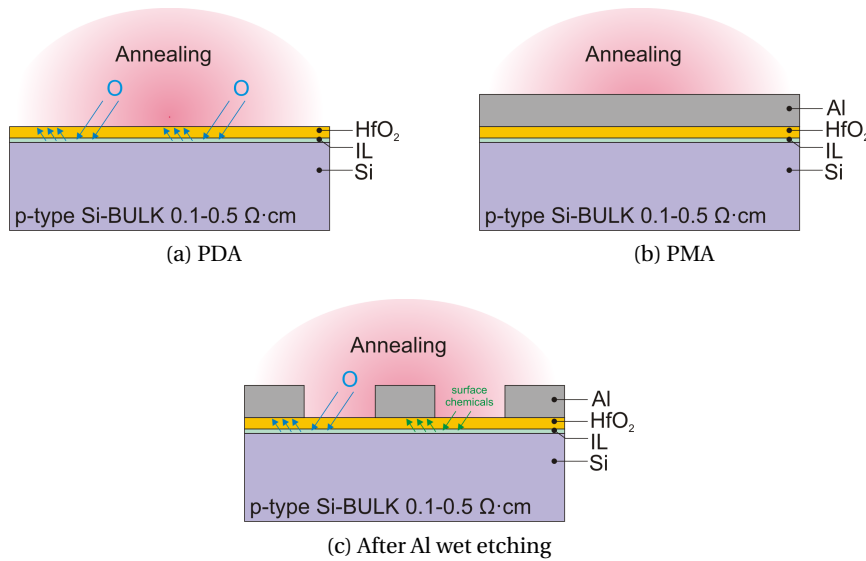 Annealing
O O
HfO₂
IL
Si
p-type Si-BULK 0.1-0.5 Ω·cm
(a) PDA
Annealing
Al
HfO₂
IL
Si
p-type Si-BULK 0.1-0.5 Ω·cm
(b) PMA
Annealing
O
surface
chemicals
Al
HfO₂
IL
Si
p-type Si-BULK 0.1-0.5 Ω·cm
(c) After Al wet etching